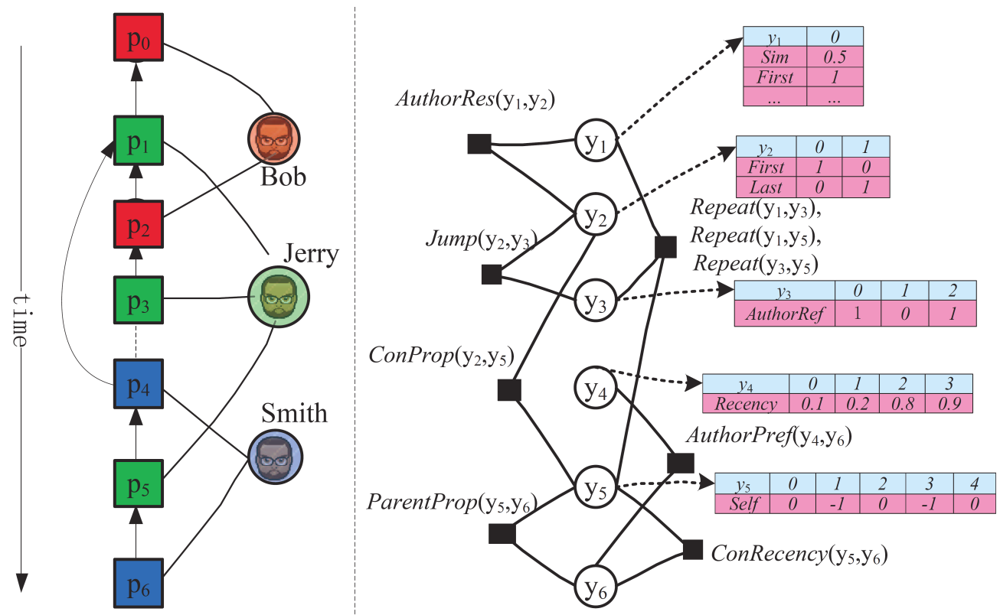 time
p₀
p₁
p₂
p₃
p₄
p₅
p₆
Bob
Jerry
Smith
AuthorRes(y₁,y₂)
Jump(y₂,y₃)
ConProp(y₂,y₅)
ParentProp(y₅,y₆)
y₁
y₂
y₃
y₄
y₅
y₆
Repeat(y₁,y₃),
Repeat(y₁,y₅),
Repeat(y₃,y₅)
AuthorPref(y₄,y₆)
ConRecency(y₅,y₆)
y₁ 0
Sim 0.5
First 1
... ...
y₂ 0 1
First 1 0
Last 0 1
y₃ 0 1 2
AuthorRef 1 0 1
y₄ 0 1 2 3
Recency 0.1 0.2 0.8 0.9
y₅ 0 1 2 3 4
Self 0 -1 0 -1 0